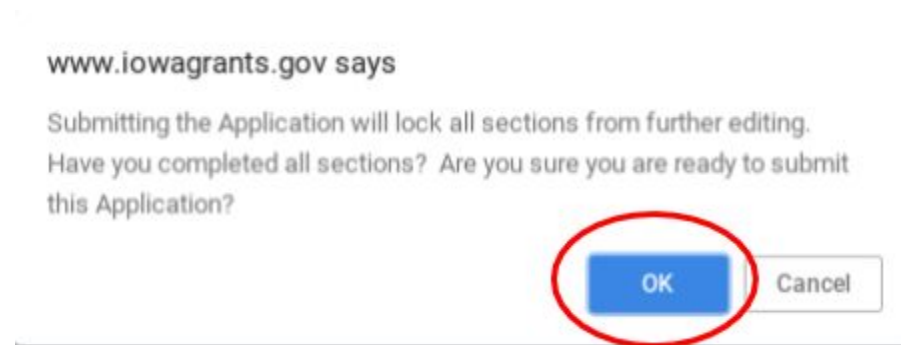 www.iowagrants.gov says
Submitting the Application will lock all sections from further editing.
Have you completed all sections?  Are you sure you are ready to submit
this Application?
OK
Cancel